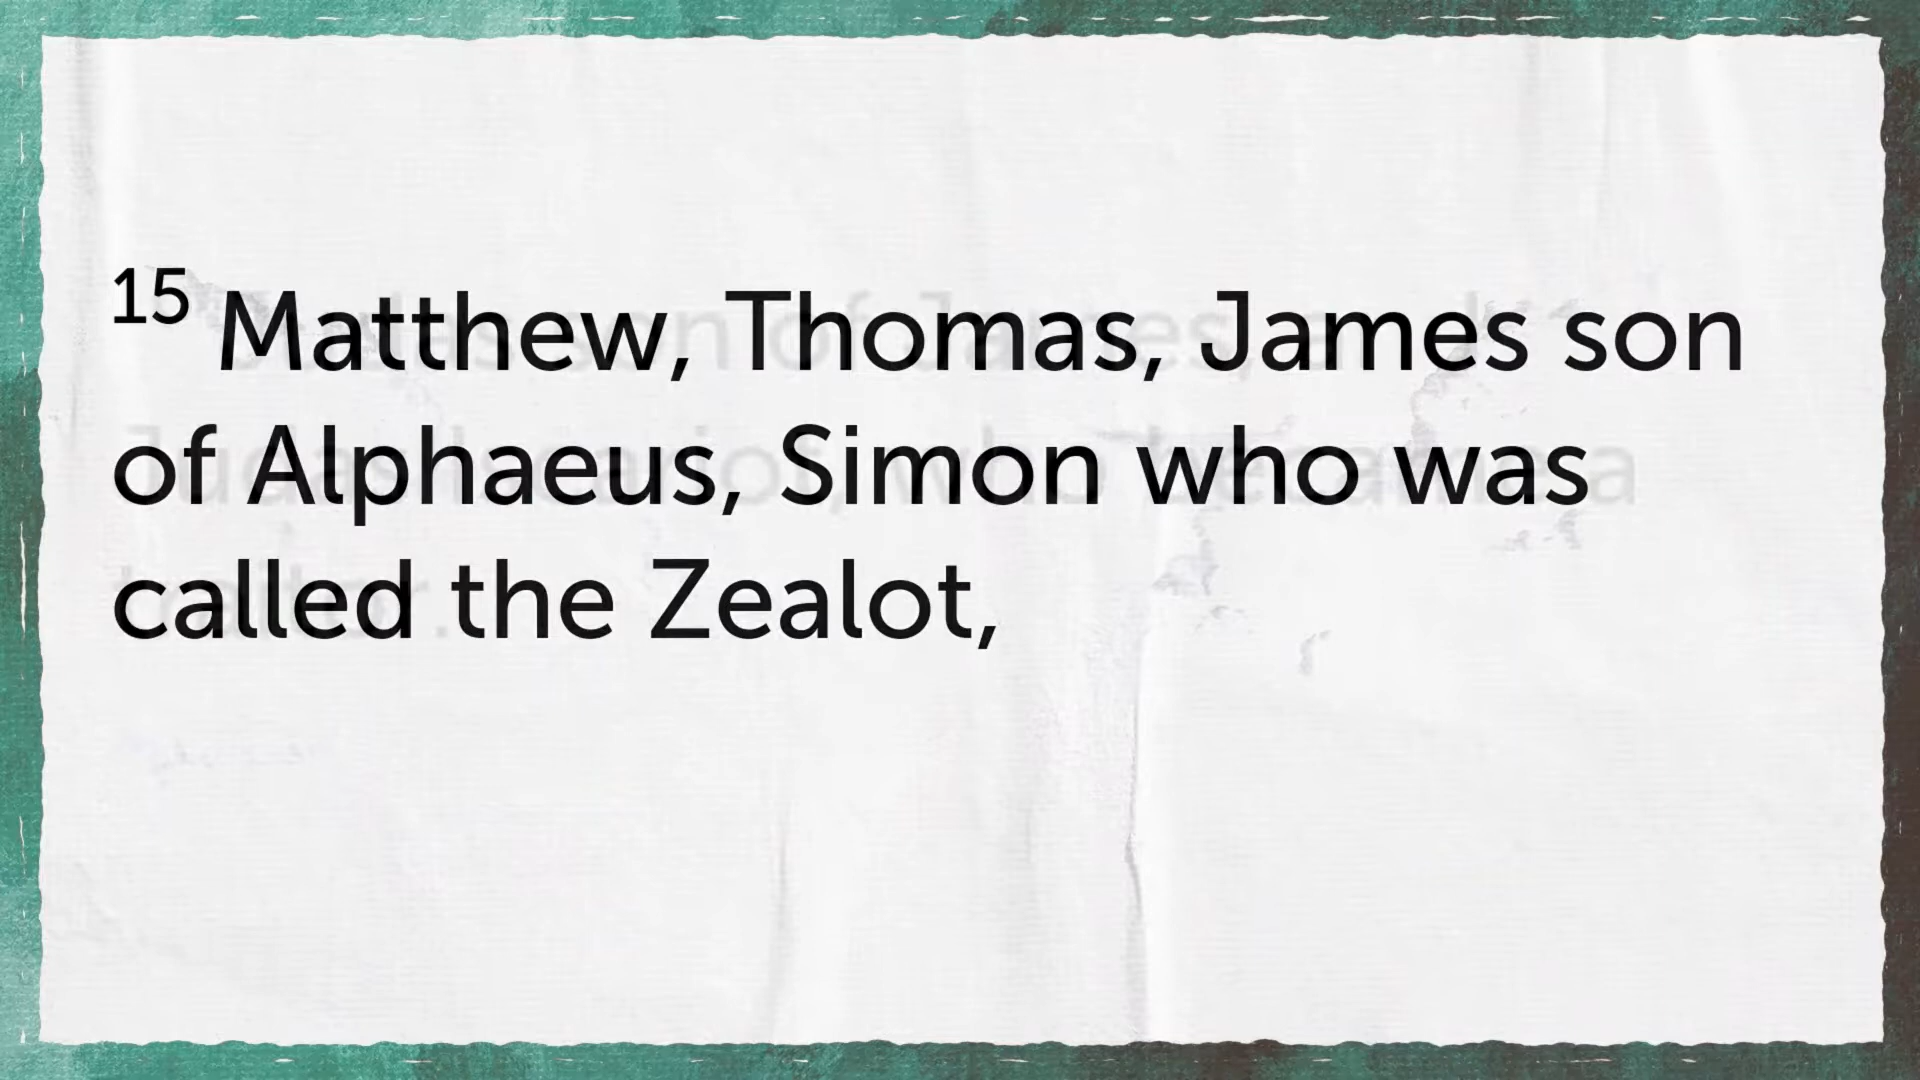 15 Matthew, Thomas, James son
of Alphaeus, Simon who was
called the Zealot,